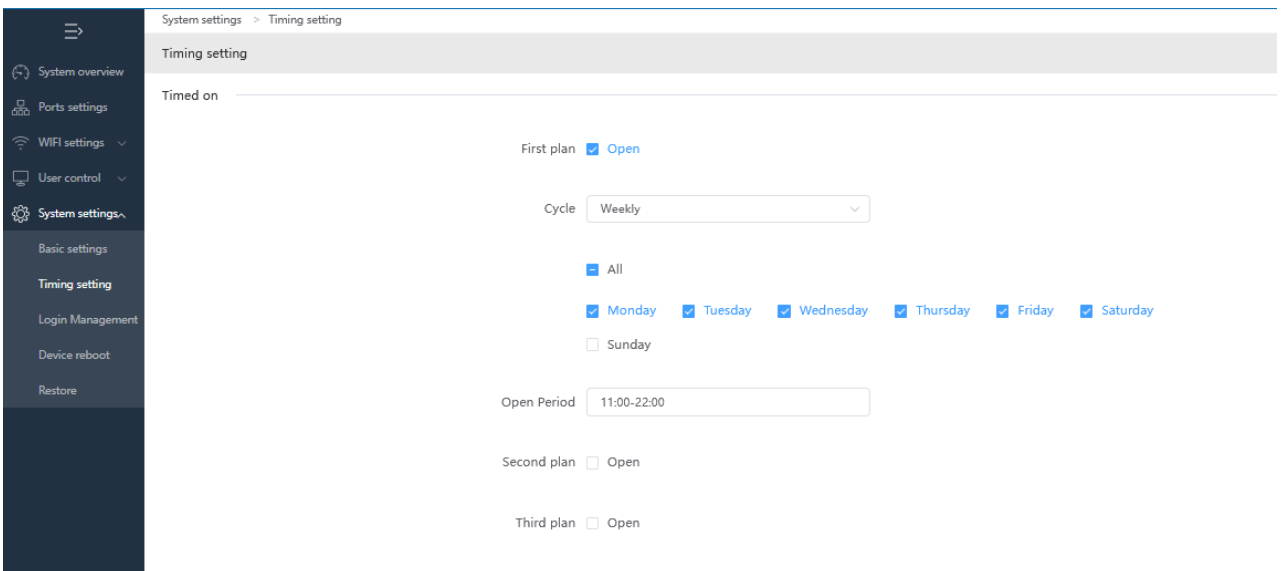 System settings > Timing setting
Timing setting
System overview
Ports settings
WIFI settings
User control
System settings
Basic settings
Timing setting
Login Management
Device reboot
Restore
Timed on
First plan Open
Cycle Weekly
All
Monday Tuesday Wednesday Thursday Friday Saturday
Sunday
Open Period 11:00-22:00
Second plan Open
Third plan Open